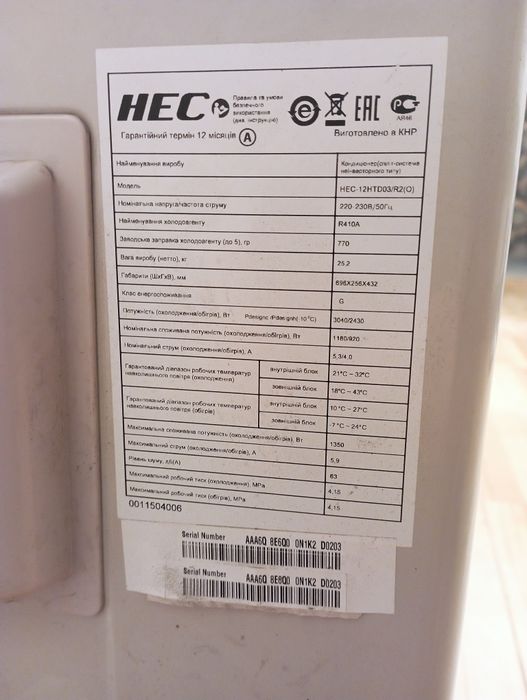 HEC
Правила та умови
безпечного
використання
(див. інструкцію)
EAC
АЯ46
Гарантійний термін 12 місяців A
Виготовлено в КНР
Найменування виробу Кондиціонер(спліт-система
неінверторного типу)
Модель HEC-12HTD03/R2(O)
Номінальна напруга/частота струму 220-230В/50Гц
Найменування холодоагенту R410A
Заводська заправка холодоагенту (до 5), гр 770
Вага виробу (нетто), кг 25,2
Габарити (ШхГхВ), мм 696X256X432
Клас енергоспоживання G
Потужність (охолодження/обігрів), Вт Pdesignc /Pdesignh(-10°C) 3040/2430
Номінальна споживана потужність (охолодження/обігрів), Вт 1180/920
Номінальний струм (охолодження/обігрів), А 5,3/4.0
Гарантований діапазон робочих температур
навколишнього повітря (охолодження)
внутрішній блок 21°C ~ 32°C
зовнішній блок 18°C ~ 43°C
Гарантований діапазон робочих температур
навколишнього повітря (обігрів)
внутрішній блок 10°C ~ 27°C
зовнішній блок -7°C ~ 24°C
Максимальна споживана потужність (охолодження/обігрів), Вт 1350
Максимальний струм (охолодження/обігрів), А 5,9
Рівень шуму, дБ(А) 63
Максимальний робочий тиск (охолодження), МРа 4,15
Максимальний робочий тиск (обігрів), МРа 4,15
0011504006
Serial Number AAA6Q 8E6Q0 0N1K2 D0203
Serial Number AAA6Q 8E6Q0 0N1K2 D0203